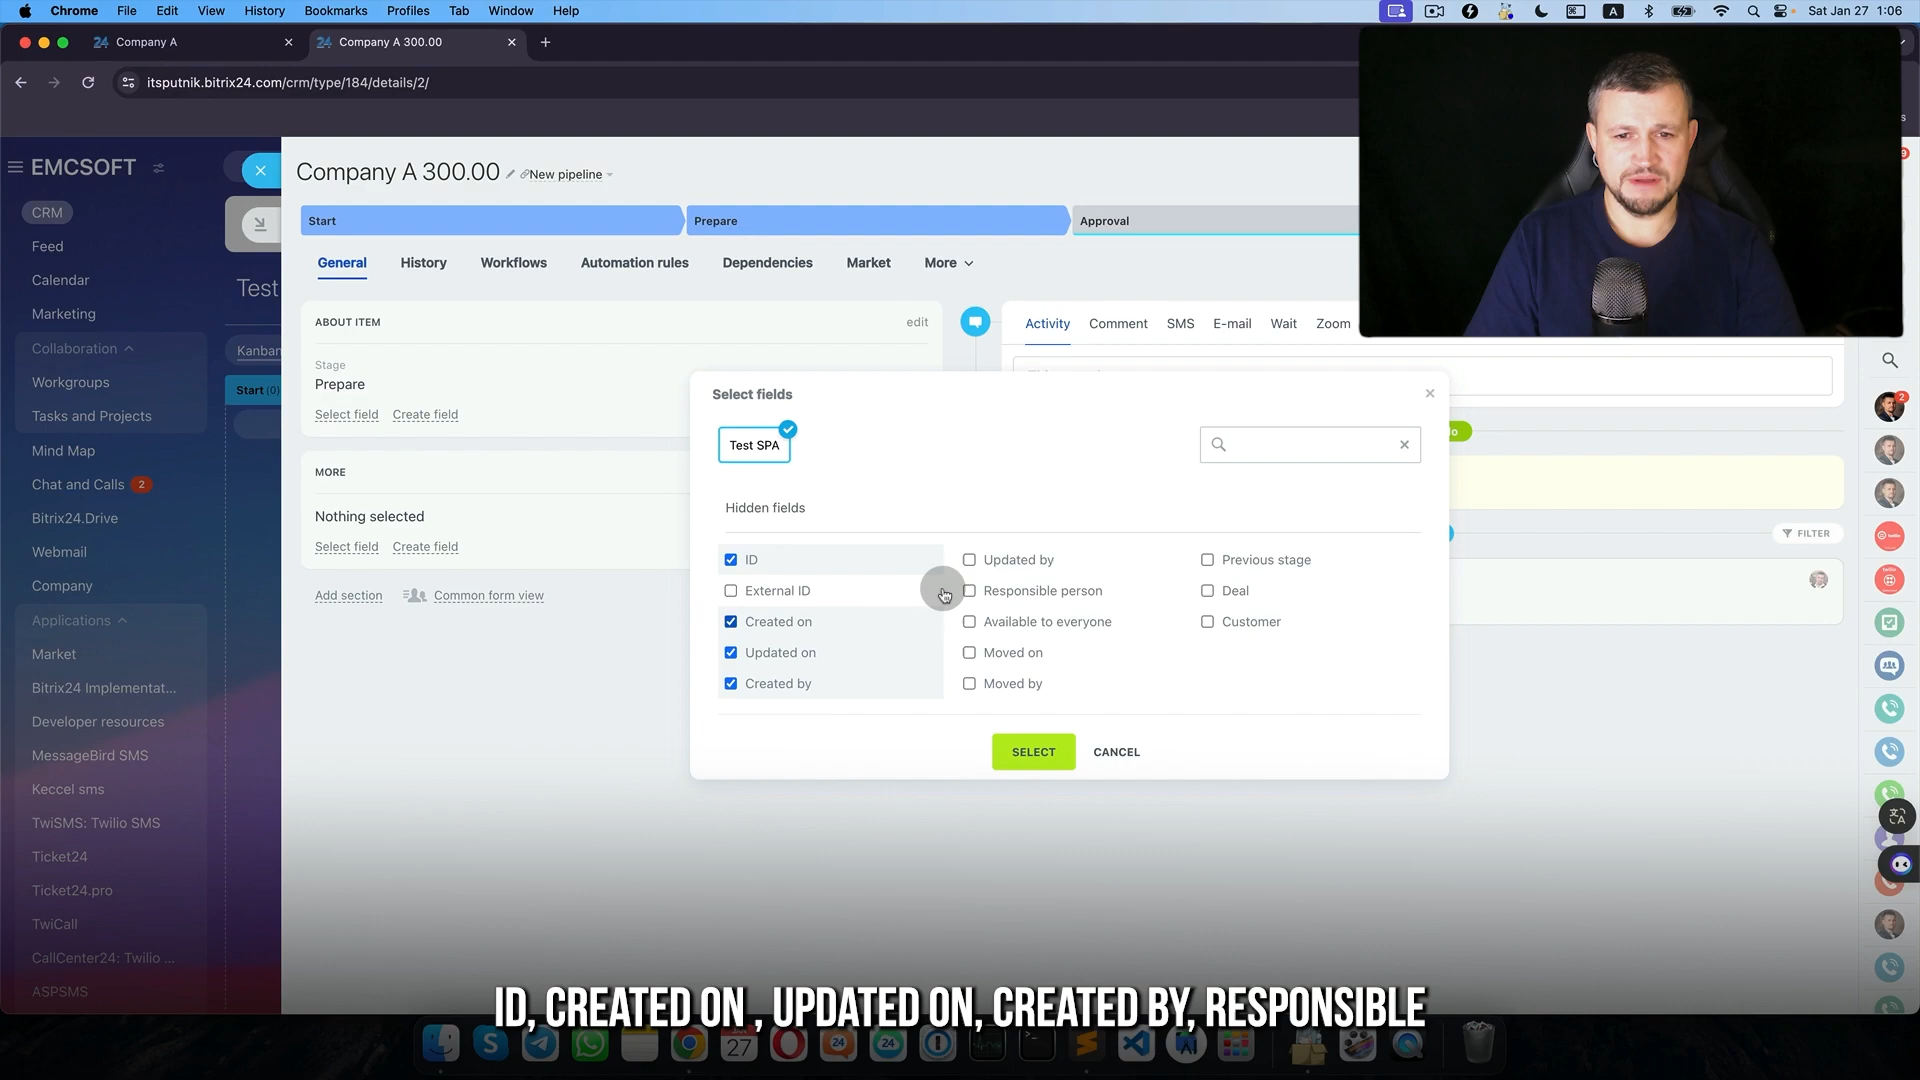 Chrome File Edit View History Bookmarks Profiles Tab Window Help
A Sat Jan 27 1:06
24 Company A
24 Company A 300.00
itsputnik.bitrix24.com/crm/type/184/details/2/
EMCSOFT
CRM
Feed
Calendar
Marketing
Collaboration
Workgroups
Tasks and Projects
Mind Map
Chat and Calls 2
Bitrix24.Drive
Webmail
Company
Applications
Market
Bitrix24 Implementat...
Developer resources
MessageBird SMS
Keccel sms
TwiSMS: Twilio SMS
Ticket24
Ticket24.pro
TwiCall
CallCenter24: Twilio ...
ASPSMS
Test
Kanban
Start (0)
Company A 300.00 New pipeline
Start Prepare Approval
General History Workflows Automation rules Dependencies Market More
ABOUT ITEM edit
Stage
Prepare
Select field Create field
MORE
Nothing selected
Select field Create field
Add section Common form view
Activity Comment SMS E-mail Wait Zoom
FILTER
2
Select fields
Test SPA
Hidden fields
ID Updated by Previous stage
External ID Responsible person Deal
Created on Available to everyone Customer
Updated on Moved on
Created by Moved by
SELECT CANCEL
ID, CREATED ON , UPDATED ON, CREATED BY, RESPONSIBLE
27
24
24